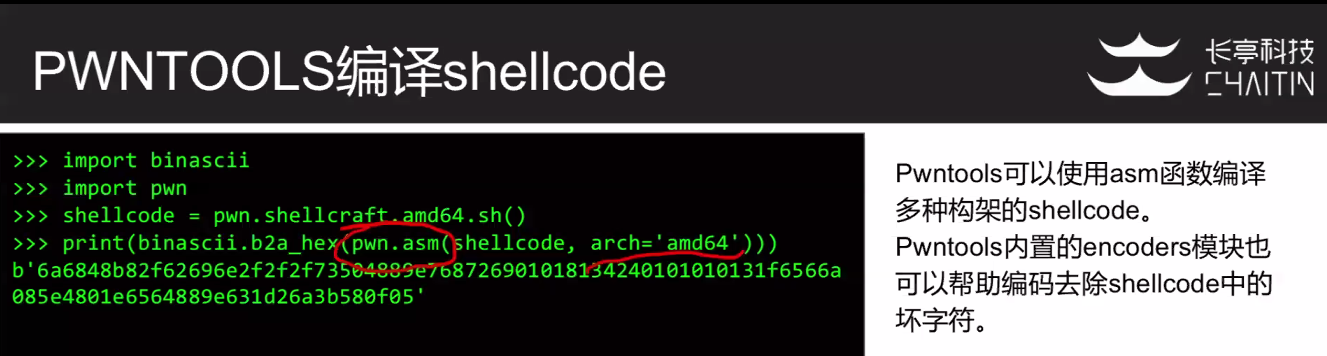 PWNTOOLS编译shellcode
长亭科技
CHAITIN
>>> import binascii
>>> import pwn
>>> shellcode = pwn.shellcraft.amd64.sh()
>>> print(binascii.b2a_hex(pwn.asm(shellcode, arch='amd64')))
b'6a6848b82f62696e2f2f2f73504889e768726901018134240101010131f6566a
085e4801e6564889e631d26a3b580f05'
Pwntools可以使用asm函数编译
多种构架的shellcode。
Pwntools内置的encoders模块也
可以帮助编码去除shellcode中的
坏字符。